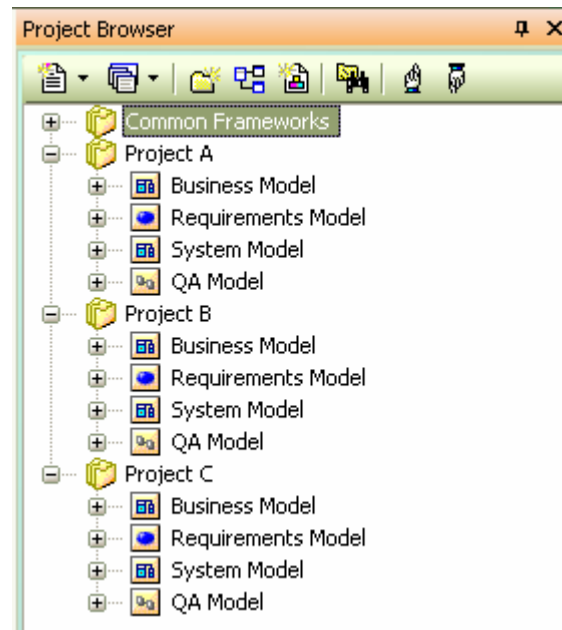 Project Browser
Common Frameworks
Project A
Business Model
Requirements Model
System Model
QA Model
Project B
Business Model
Requirements Model
System Model
QA Model
Project C
Business Model
Requirements Model
System Model
QA Model